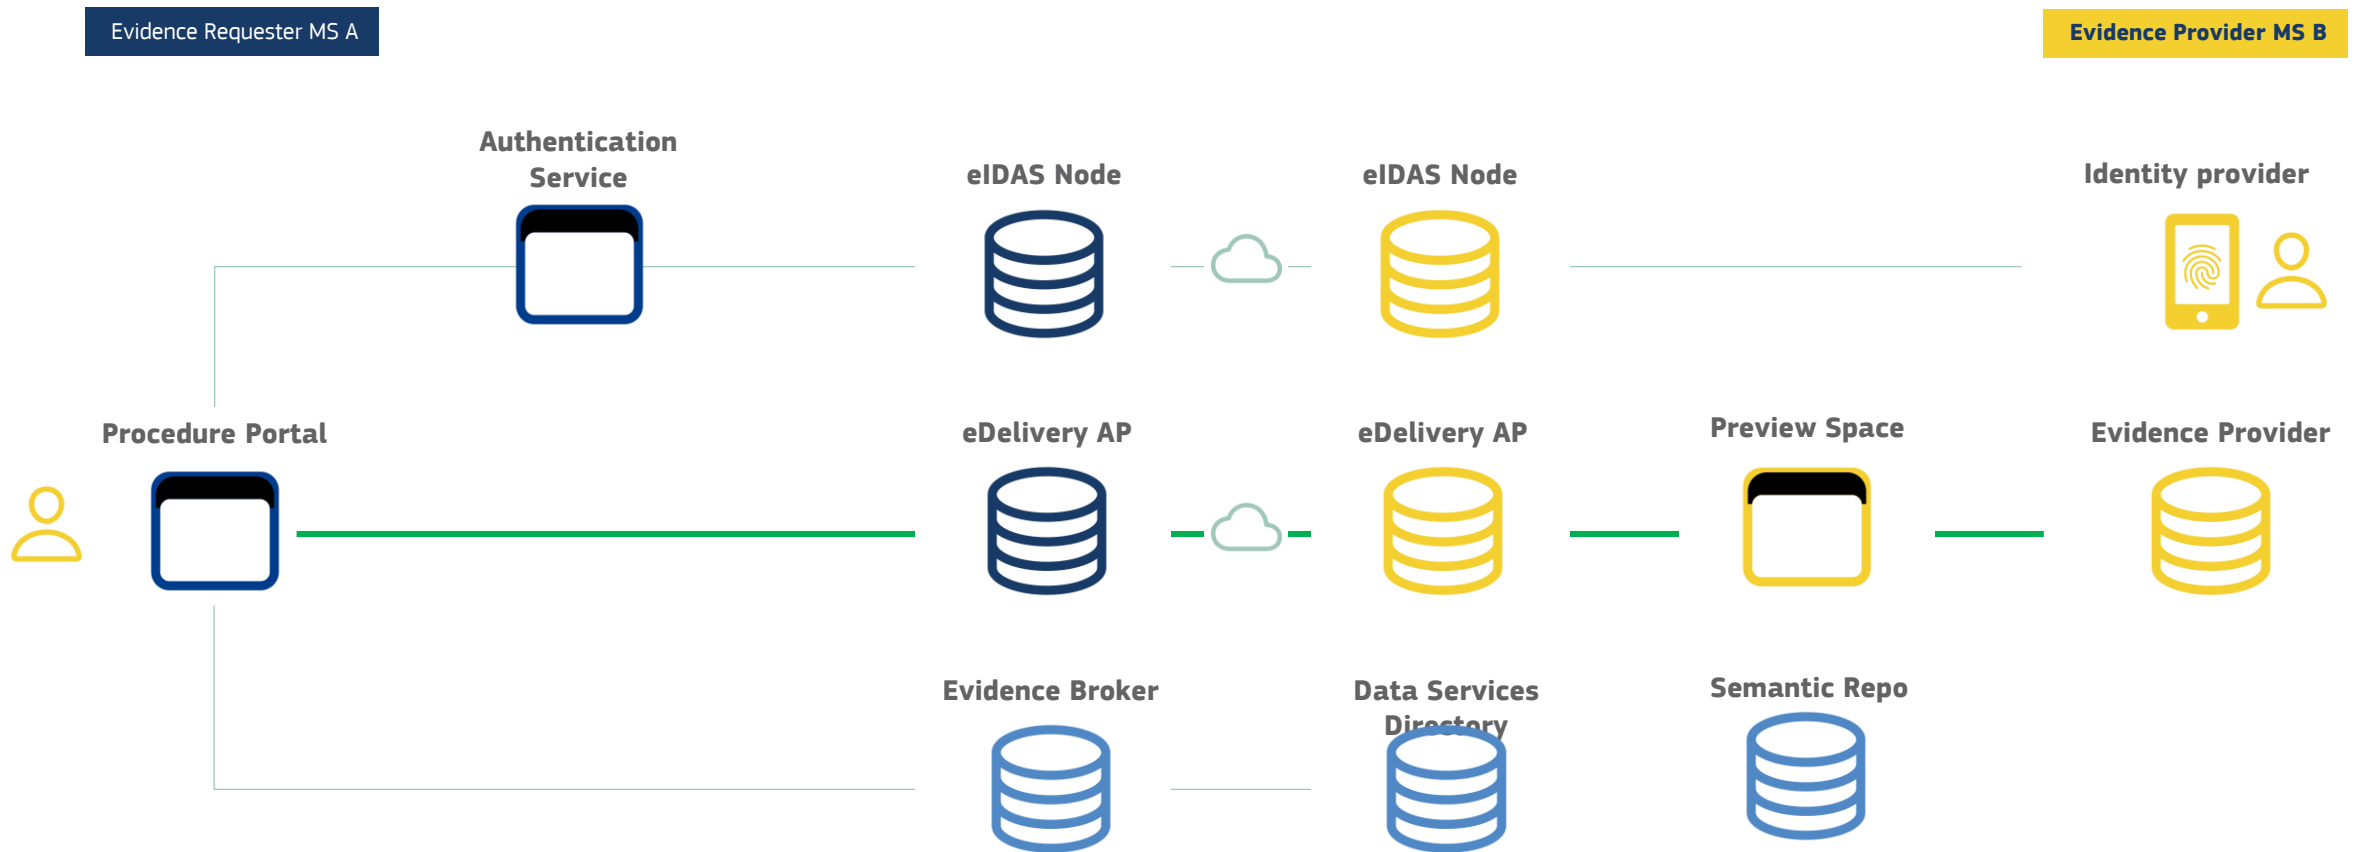 Evidence Requester MS A
Evidence Provider MS B
Authentication
Service
eIDAS Node
eIDAS Node
Identity provider
Procedure Portal
eDelivery AP
eDelivery AP
Preview Space
Evidence Provider
Evidence Broker
Data Services
Directory
Semantic Repo